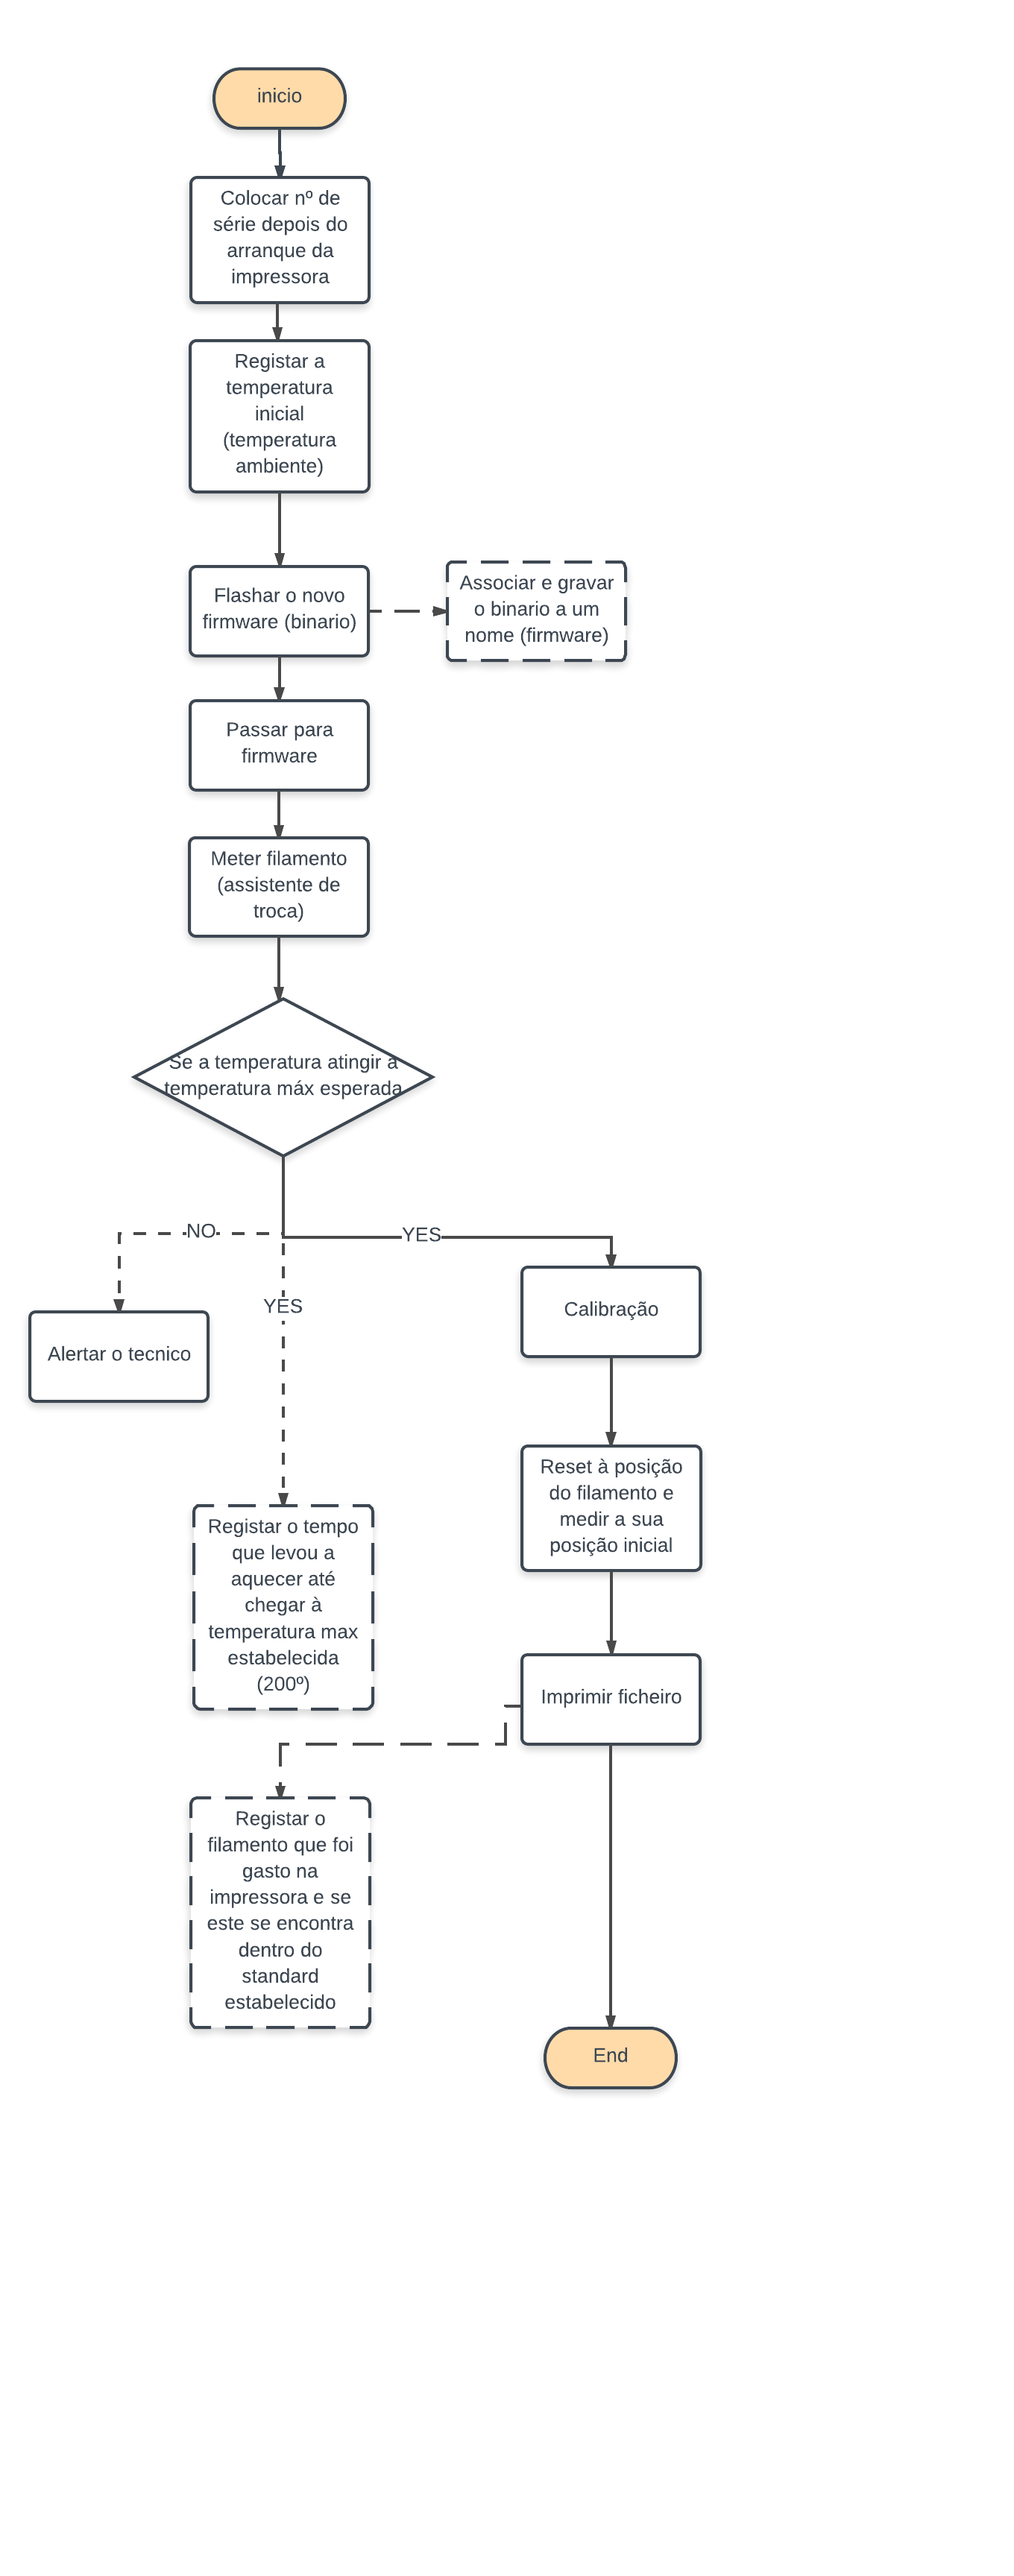 inicio
Colocar nº de
série depois do
arranque da
impressora
Registar a
temperatura
inicial
(temperatura
ambiente)
Flashar o novo
firmware (binario)
Associar e gravar
o binario a um
nome (firmware)
Passar para
firmware
Meter filamento
(assistente de
troca)
Se a temperatura atingir a
temperatura máx esperada
NO
YES
YES
Calibração
Alertar o tecnico
Reset à posição
do filamento e
medir a sua
posição inicial
Registar o tempo
que levou a
aquecer até
chegar à
temperatura max
estabelecida
(200º)
Imprimir ficheiro
Registar o
filamento que foi
gasto na
impressora e se
este se encontra
dentro do
standard
estabelecido
End